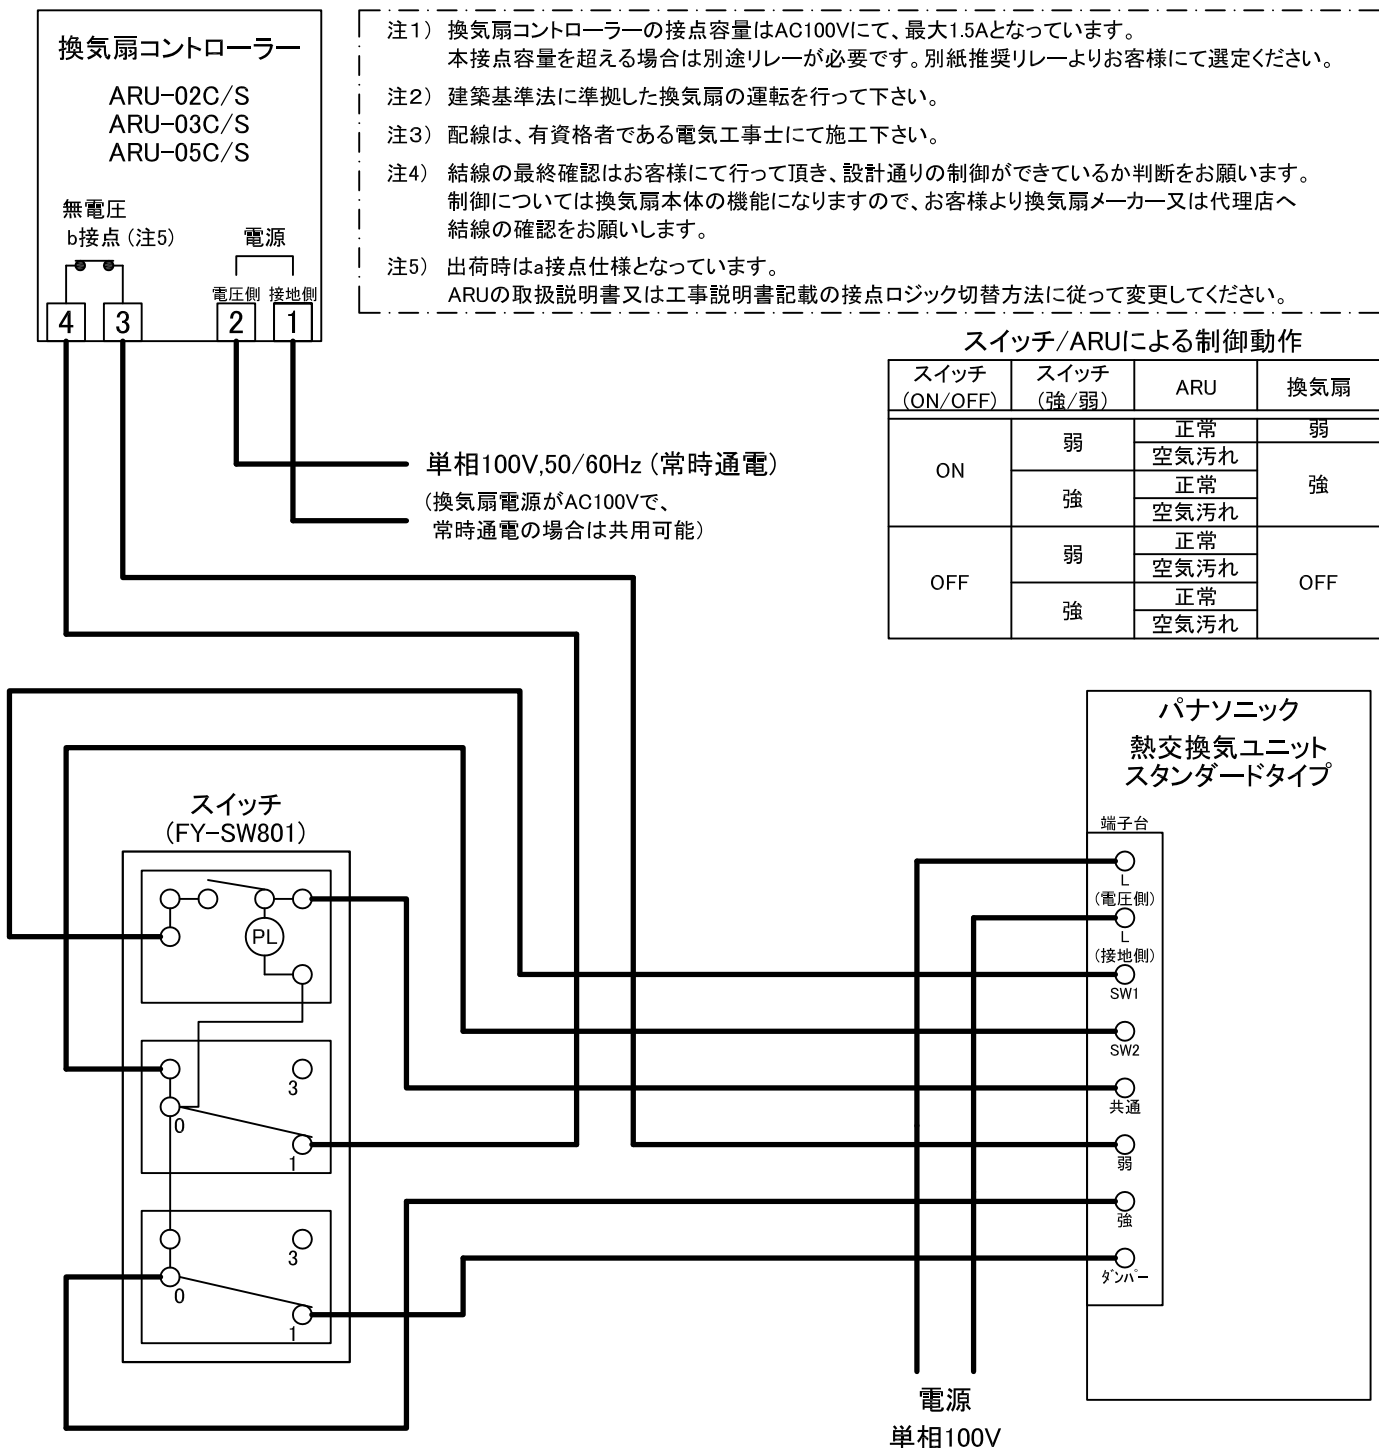 換気扇コントローラー
ARU-02C/S
ARU-03C/S
ARU-05C/S
無電圧
b接点(注5)
電源
電圧側 接地側
4 3 2 1
注1) 換気扇コントローラーの接点容量はAC100Vにて、最大1.5Aとなっています。
本接点容量を超える場合は別途リレーが必要です。別紙推奨リレーよりお客様にて選定ください。
注2) 建築基準法に準拠した換気扇の運転を行って下さい。
注3) 配線は、有資格者である電気工事士にて施工下さい。
注4) 結線の最終確認はお客様にて行って頂き、設計通りの制御ができているか判断をお願います。
制御については換気扇本体の機能になりますので、お客様より換気扇メーカー又は代理店へ
結線の確認をお願いします。
注5) 出荷時はa接点仕様となっています。
ARUの取扱説明書又は工事説明書記載の接点ロジック切替方法に従って変更してください。
スイッチ/ARUによる制御動作
スイッチ
(ON/OFF)
スイッチ
(強/弱)
ARU
換気扇
ON
弱
正常
弱
空気汚れ
強
強
正常
空気汚れ
OFF
弱
正常
空気汚れ
OFF
強
正常
空気汚れ
単相100V,50/60Hz(常時通電)
(換気扇電源がAC100Vで、
常時通電の場合は共用可能)
スイッチ
(FY-SW801)
PL
3
0
1
3
0
1
パナソニック
熱交換気ユニット
スタンダードタイプ
端子台
L
(電圧側)
L
(接地側)
SW1
SW2
共通
弱
強
ダンパー
電源
単相100V